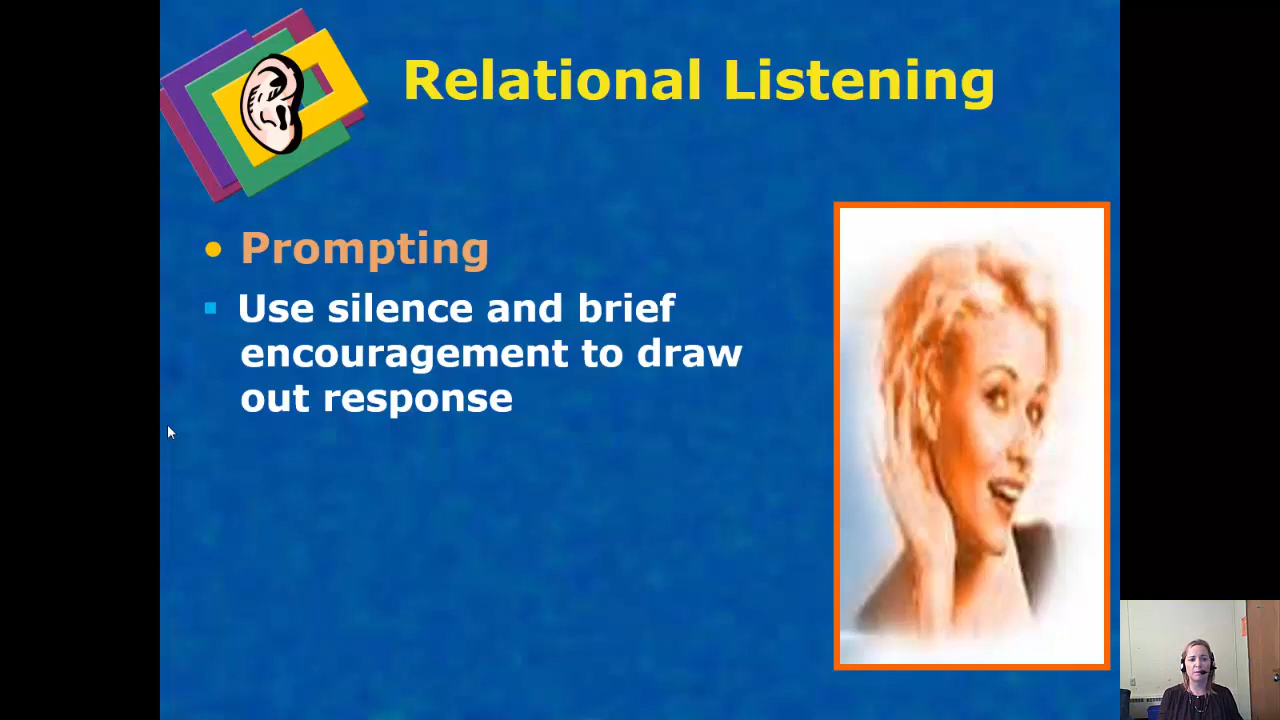 Relational Listening
Prompting
Use silence and brief
encouragement to draw
out response